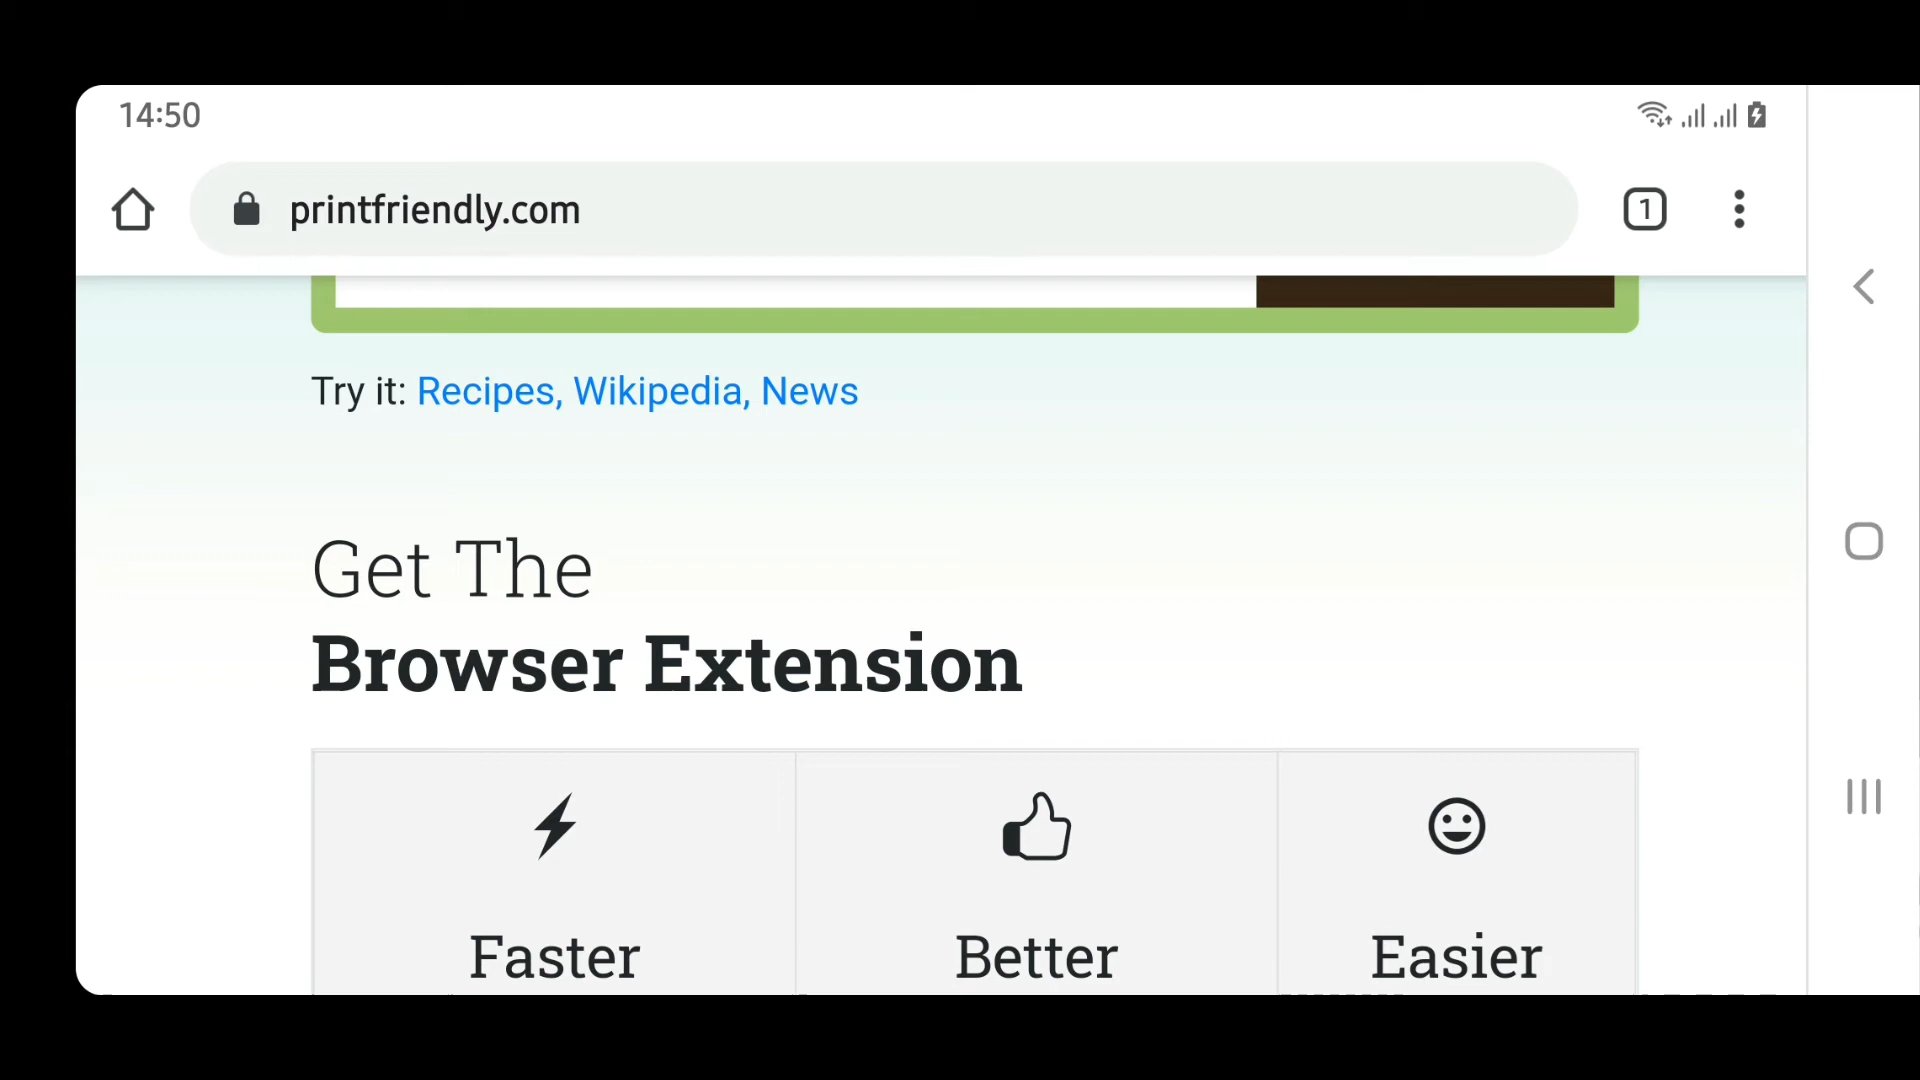 14:50
printfriendly.com
1
Try it: Recipes, Wikipedia, News
Get The
Browser Extension
Faster
Better
Easier